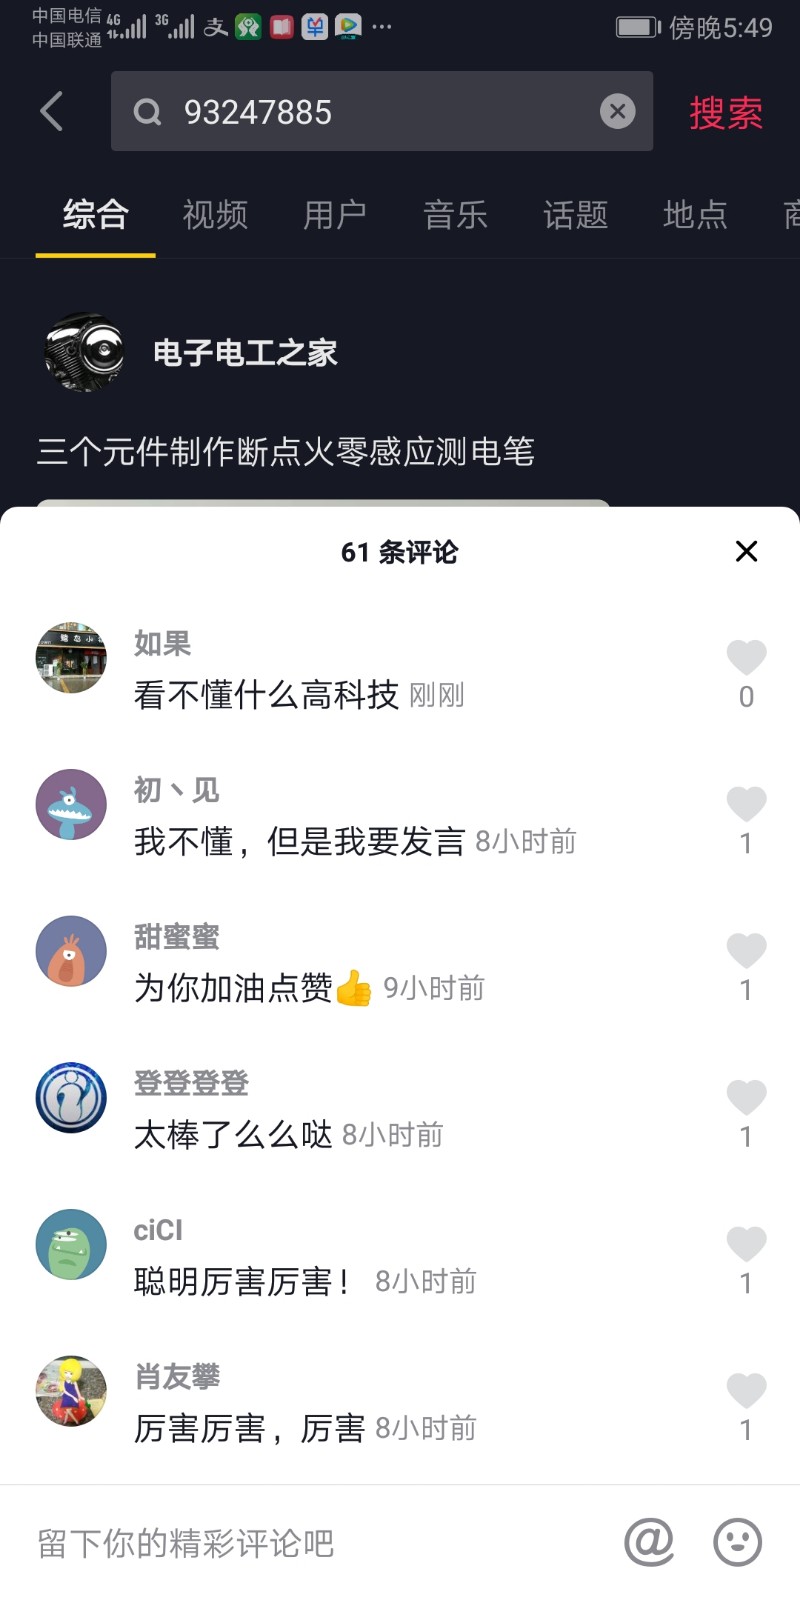 中国电信 4G 3G 傍晚5:49
中国联通
93247885 搜索
综合 视频 用户 音乐 话题 地点
电子电工之家
三个元件制作断点火零感应测电笔
61 条评论
如果
看不懂什么高科技 刚刚
0
初丶见
我不懂，但是我要发言 8小时前
1
甜蜜蜜
为你加油点赞👍 9小时前
1
登登登登
太棒了么么哒 8小时前
1
ciCI
聪明厉害厉害！ 8小时前
1
肖友攀
厉害厉害，厉害 8小时前
1
留下你的精彩评论吧 @